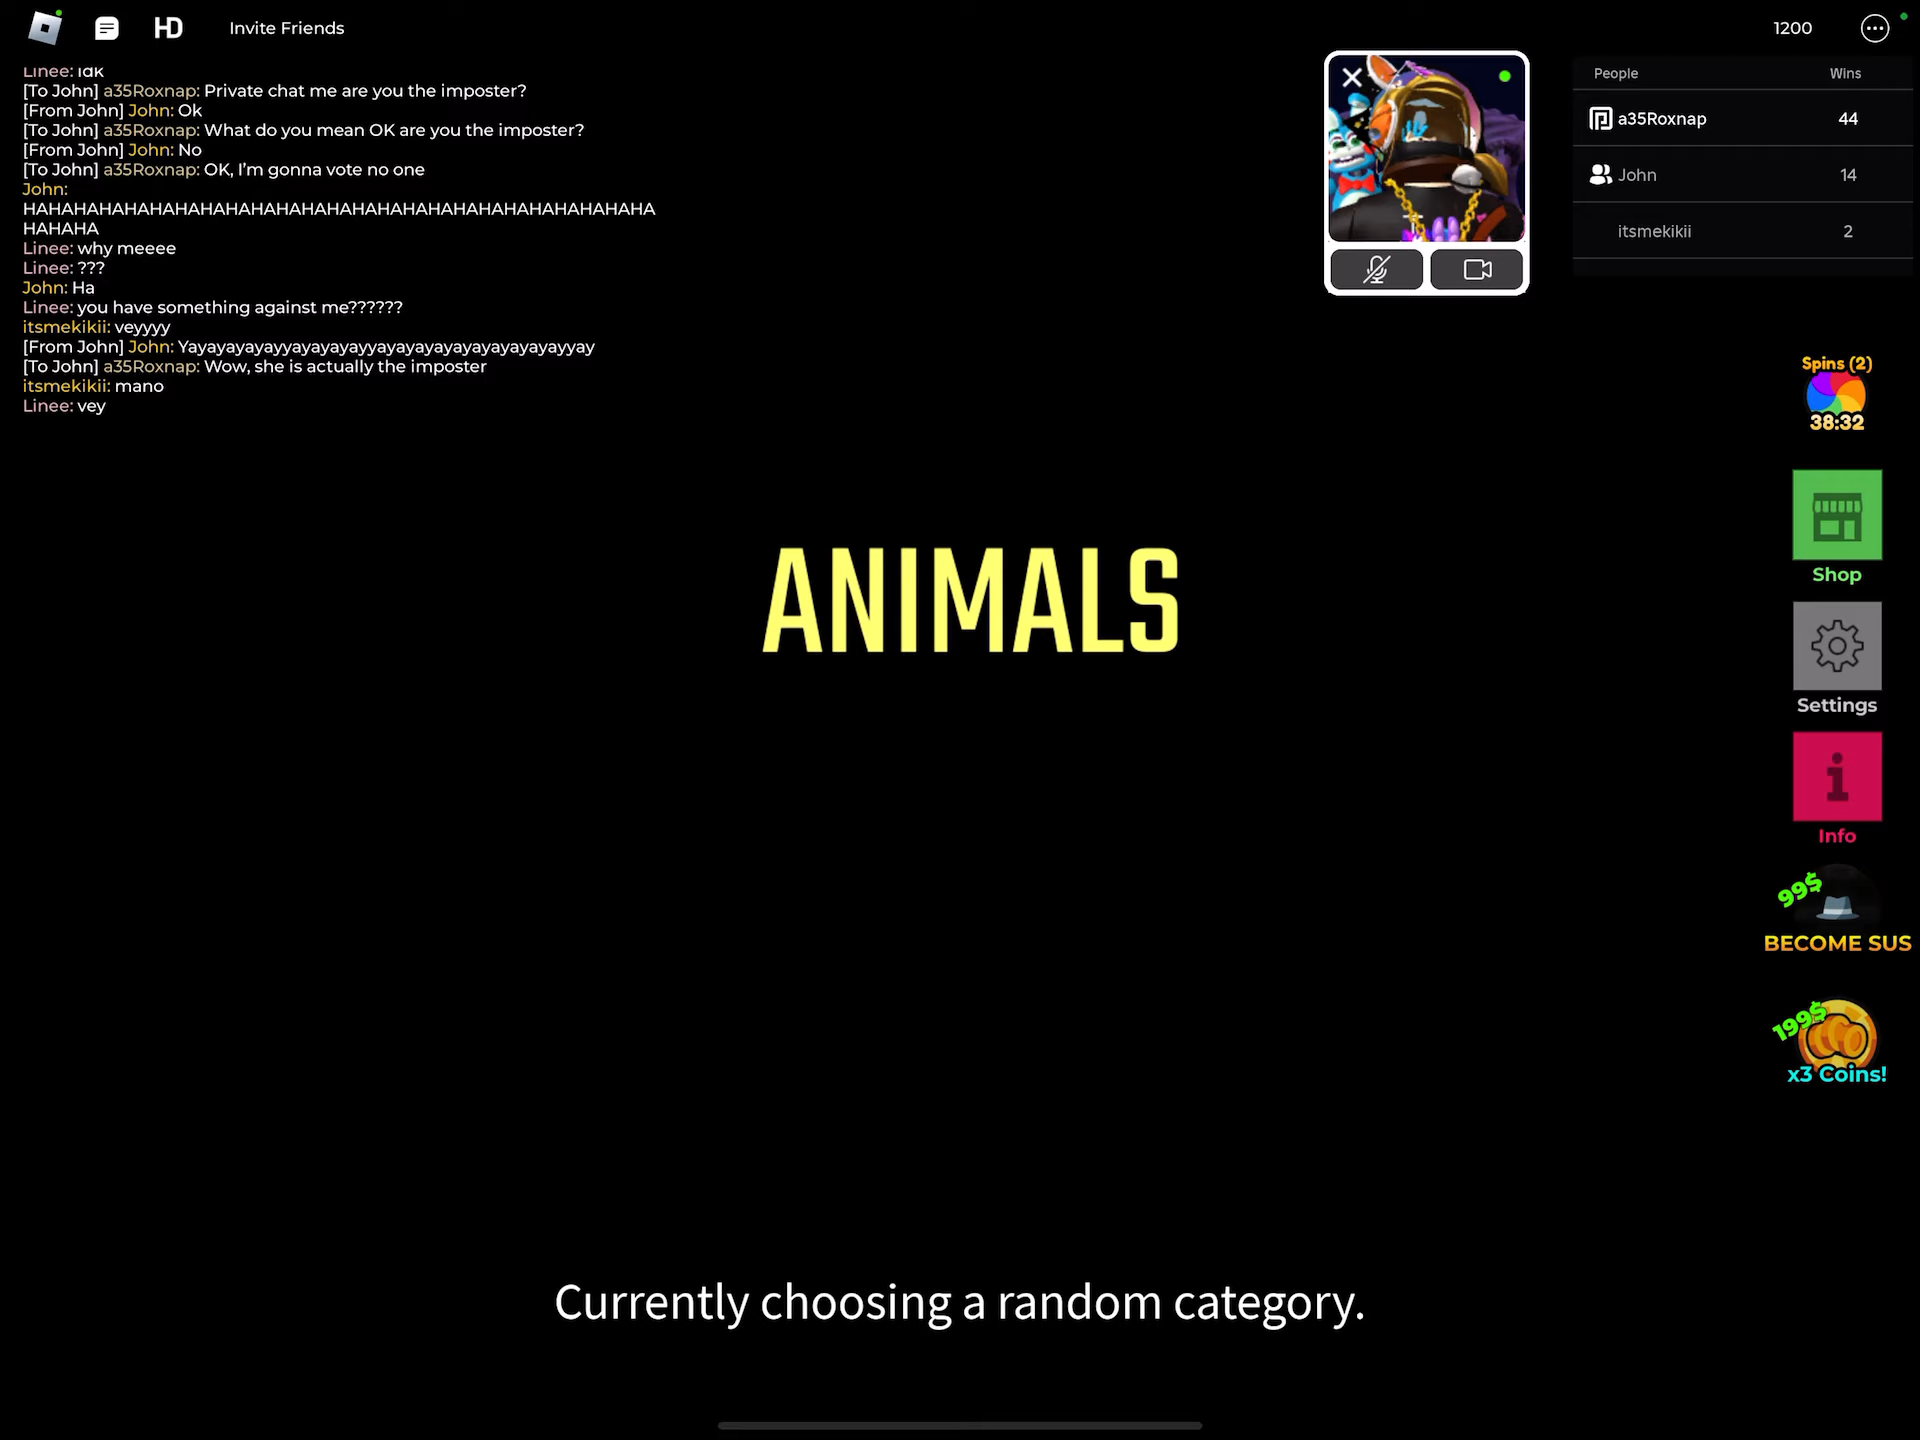 HD Invite Friends 1200
Linee: idk
[To John] a35Roxnap: Private chat me are you the imposter?
[From John] John: Ok
[To John] a35Roxnap: What do you mean OK are you the imposter?
[From John] John: No
[To John] a35Roxnap: OK, I'm gonna vote no one
John:
HAHAHAHAHAHAHAHAHAHAHAHAHAHAHAHAHAHAHAHAHAHAHAHAHA
HAHAHA
Linee: why meeee
Linee: ???
John: Ha
Linee: you have something against me??????
itsmekikii: veyyyy
[From John] John: Yayayayayayyayayayayyayayayayayayayayayayyay
[To John] a35Roxnap: Wow, she is actually the imposter
itsmekikii: mano
Linee: vey
People Wins
a35Roxnap 44
John 14
itsmekikii 2
Spins (2)
38:32
ANIMALS
Shop
Settings
Info
99$
BECOME SUS
199$
x3 Coins!
Currently choosing a random category.